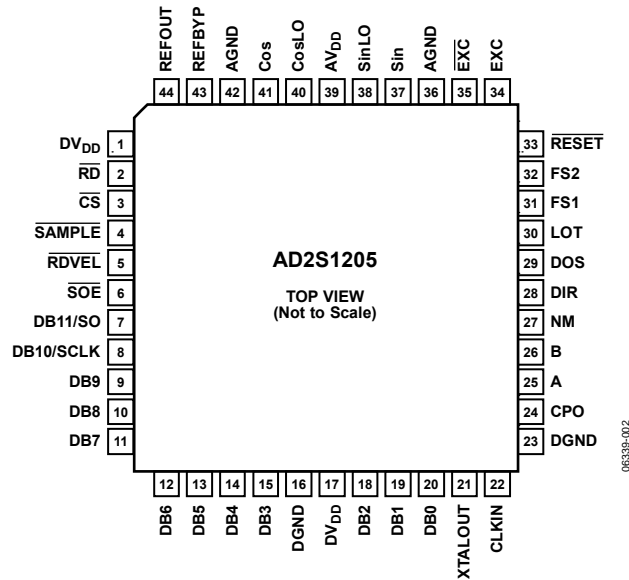 REFOUT
REFBYP
AGND
Cos
CosLO
AVDD
SinLO
Sin
AGND
EXC
EXC
44 43 42 41 40 39 38 37 36 35 34
DVDD 1
RD 2
CS 3
SAMPLE 4
RDVEL 5
SOE 6
DB11/SO 7
DB10/SCLK 8
DB9 9
DB8 10
DB7 11
AD2S1205
TOP VIEW
(Not to Scale)
33 RESET
32 FS2
31 FS1
30 LOT
29 DOS
28 DIR
27 NM
26 B
25 A
24 CPO
23 DGND
12 13 14 15 16 17 18 19 20 21 22
DB6
DB5
DB4
DB3
DGND
DVDD
DB2
DB1
DB0
XTALOUT
CLKIN
06339-002